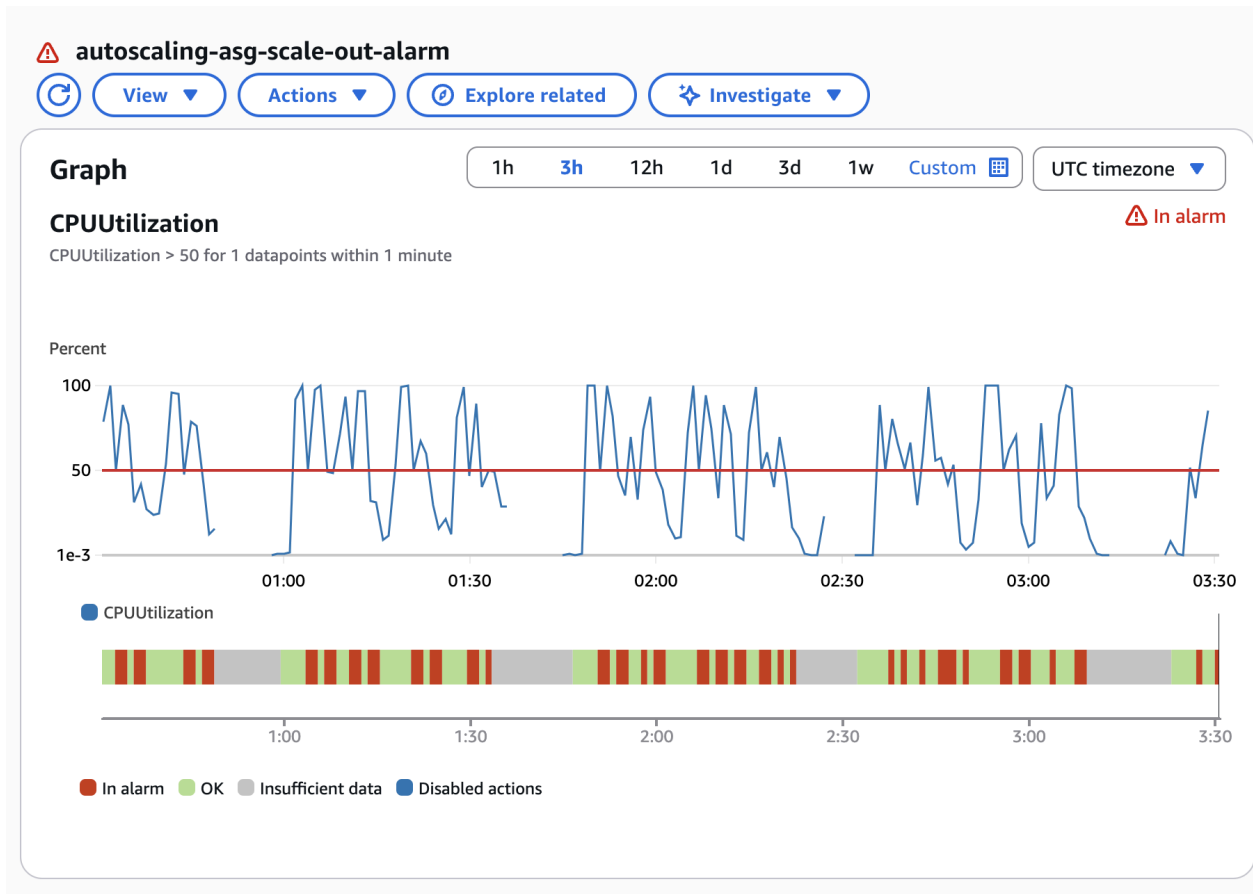 autoscaling-asg-scale-out-alarm
View Actions Explore related Investigate
Graph 1h 3h 12h 1d 3d 1w Custom UTC timezone
CPUUtilization In alarm
CPUUtilization > 50 for 1 datapoints within 1 minute
Percent
100
50
1e-3
01:00 01:30 02:00 02:30 03:00 03:30
CPUUtilization
1:00 1:30 2:00 2:30 3:00 3:30
In alarm OK Insufficient data Disabled actions